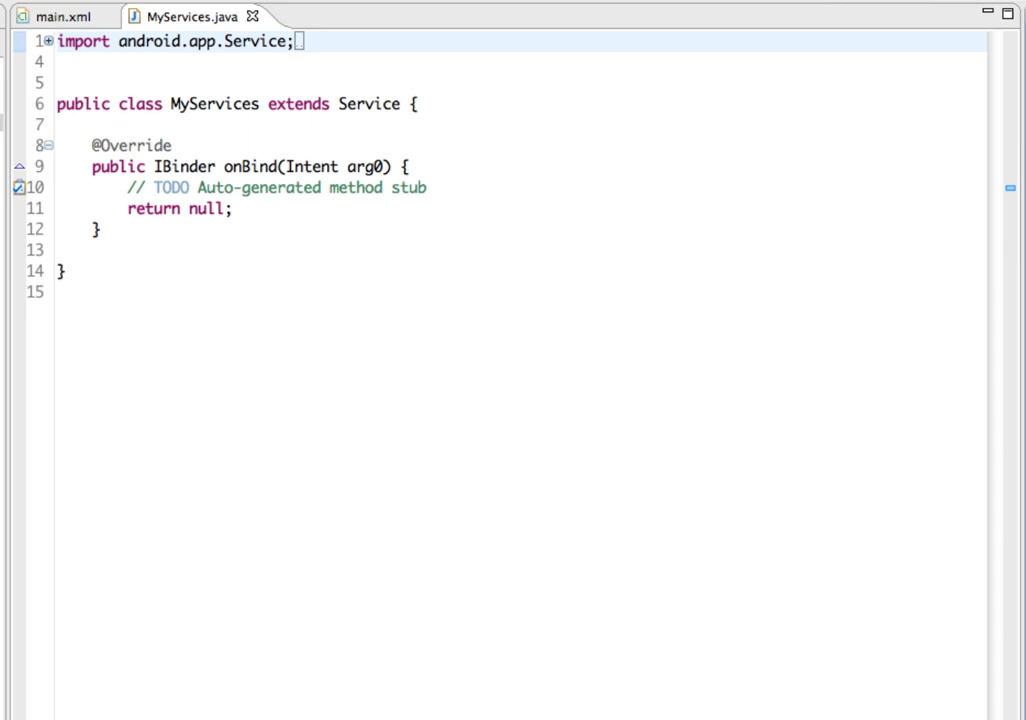 main.xml
MyServices.java
1 import android.app.Service;
4
5
6 public class MyServices extends Service {
7
8 @Override
9 public IBinder onBind(Intent arg0) {
10 // TODO Auto-generated method stub
11 return null;
12 }
13
14 }
15